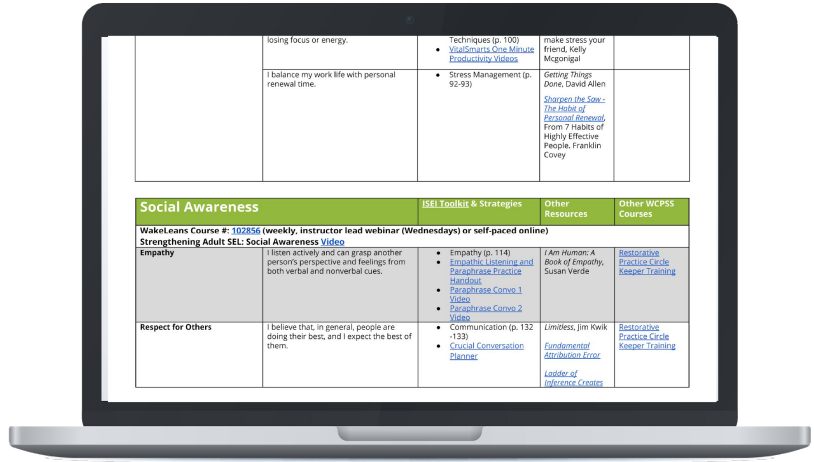 losing focus or energy.
Techniques (p. 100)
● VitalSmarts One Minute
Productivity Videos
make stress your
friend, Kelly
Mcgonigal
I balance my work life with personal
renewal time.
● Stress Management (p.
92-93)
Getting Things
Done, David Allen
Sharpen the Saw -
The Habit of
Personal Renewal,
From 7 Habits of
Highly Effective
People. Franklin
Covey
Social Awareness
ISEI Toolkit & Strategies
Other
Resources
Other WCPSS
Courses
WakeLeans Course #: 102856 (weekly, instructor lead webinar (Wednesdays) or self-paced online)
Strengthening Adult SEL: Social Awareness Video
Empathy
I listen actively and can grasp another
person's perspective and feelings from
both verbal and nonverbal cues.
● Empathy (p. 114)
● Empathic Listening and
Paraphrase Practice
Handout
● Paraphrase Convo 1
Video
● Paraphrase Convo 2
Video
I Am Human: A
Book of Empathy,
Susan Verde
Restorative
Practice Circle
Keeper Training
Respect for Others
I believe that, in general, people are
doing their best, and I expect the best of
them.
● Communication (p. 132
-133)
● Crucial Conversation
Planner
Limitless, Jim Kwik
Fundamental
Attribution Error
Ladder of
Inference Creates
Restorative
Practice Circle
Keeper Training